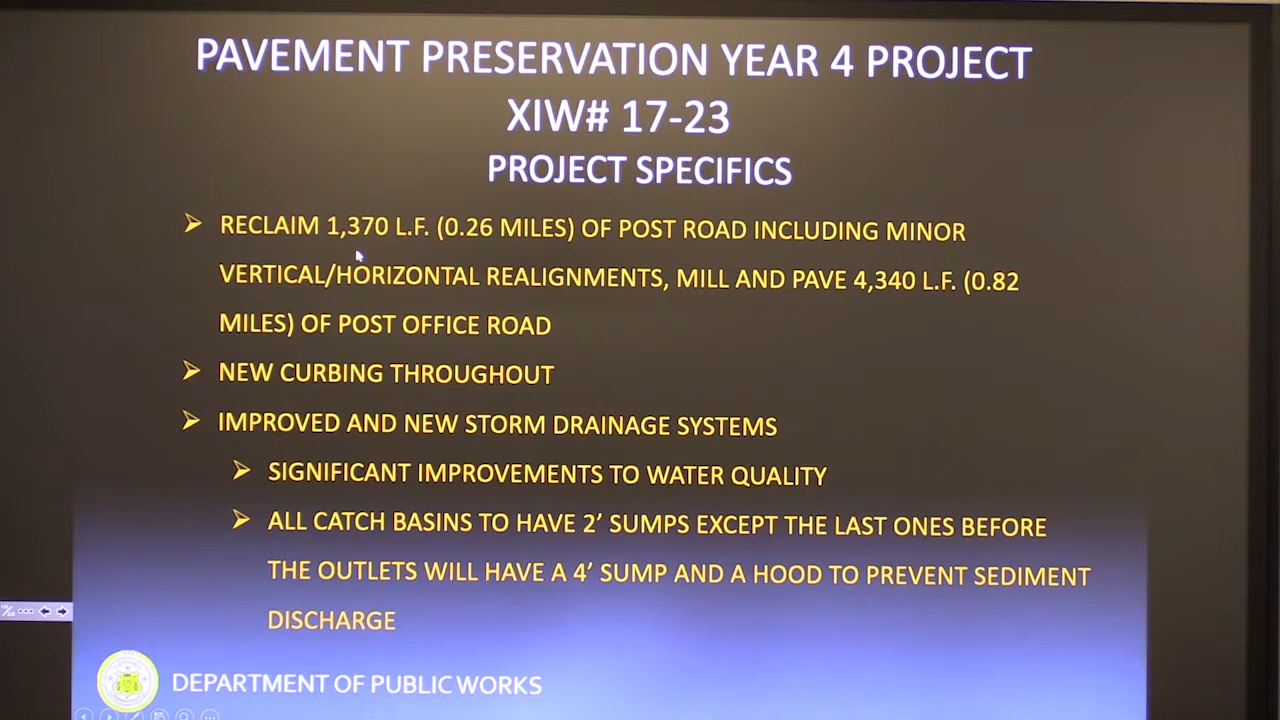 PAVEMENT PRESERVATION YEAR 4 PROJECT
XIW# 17-23
PROJECT SPECIFICS
RECLAIM 1,370 L.F. (0.26 MILES) OF POST ROAD INCLUDING MINOR
VERTICAL/HORIZONTAL REALIGNMENTS, MILL AND PAVE 4,340 L.F. (0.82
MILES) OF POST OFFICE ROAD
NEW CURBING THROUGHOUT
IMPROVED AND NEW STORM DRAINAGE SYSTEMS
SIGNIFICANT IMPROVEMENTS TO WATER QUALITY
ALL CATCH BASINS TO HAVE 2’ SUMPS EXCEPT THE LAST ONES BEFORE
THE OUTLETS WILL HAVE A 4’ SUMP AND A HOOD TO PREVENT SEDIMENT
DISCHARGE
DEPARTMENT OF PUBLIC WORKS